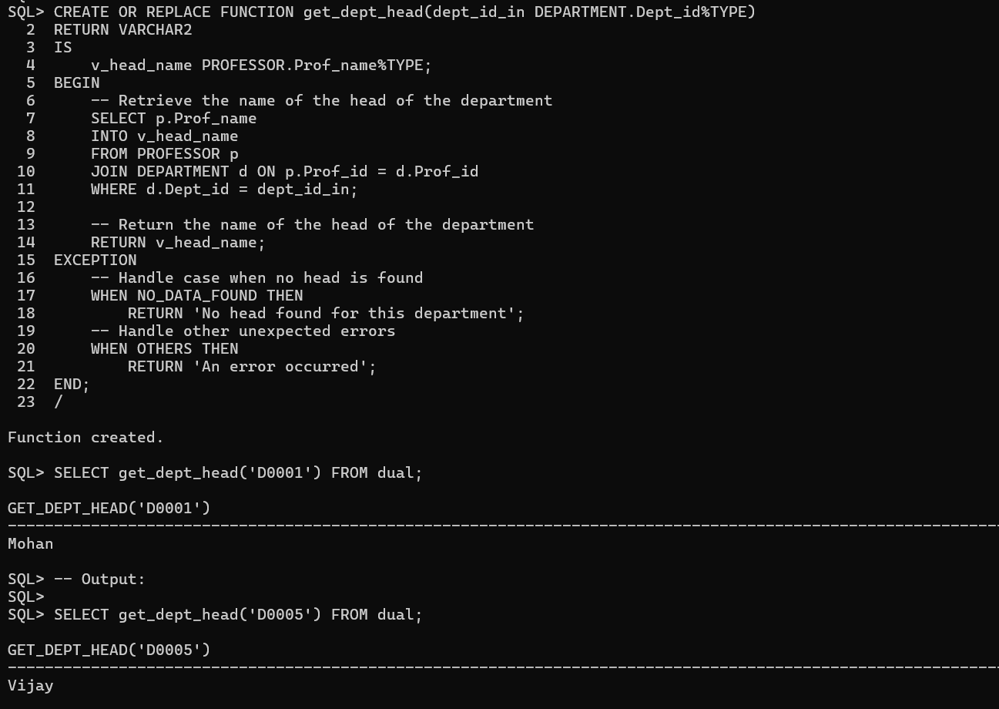 SQL> CREATE OR REPLACE FUNCTION get_dept_head(dept_id_in DEPARTMENT.Dept_id%TYPE)
  2  RETURN VARCHAR2
  3  IS
  4      v_head_name PROFESSOR.Prof_name%TYPE;
  5  BEGIN
  6      -- Retrieve the name of the head of the department
  7      SELECT p.Prof_name
  8      INTO v_head_name
  9      FROM PROFESSOR p
 10      JOIN DEPARTMENT d ON p.Prof_id = d.Prof_id
 11      WHERE d.Dept_id = dept_id_in;
 12
 13      -- Return the name of the head of the department
 14      RETURN v_head_name;
 15  EXCEPTION
 16      -- Handle case when no head is found
 17      WHEN NO_DATA_FOUND THEN
 18          RETURN 'No head found for this department';
 19      -- Handle other unexpected errors
 20      WHEN OTHERS THEN
 21          RETURN 'An error occurred';
 22  END;
 23  /

Function created.

SQL> SELECT get_dept_head('D0001') FROM dual;

GET_DEPT_HEAD('D0001')
------------------------------------------------------------------------------------------------------------
Mohan

SQL> -- Output:
SQL>
SQL> SELECT get_dept_head('D0005') FROM dual;

GET_DEPT_HEAD('D0005')
------------------------------------------------------------------------------------------------------------
Vijay